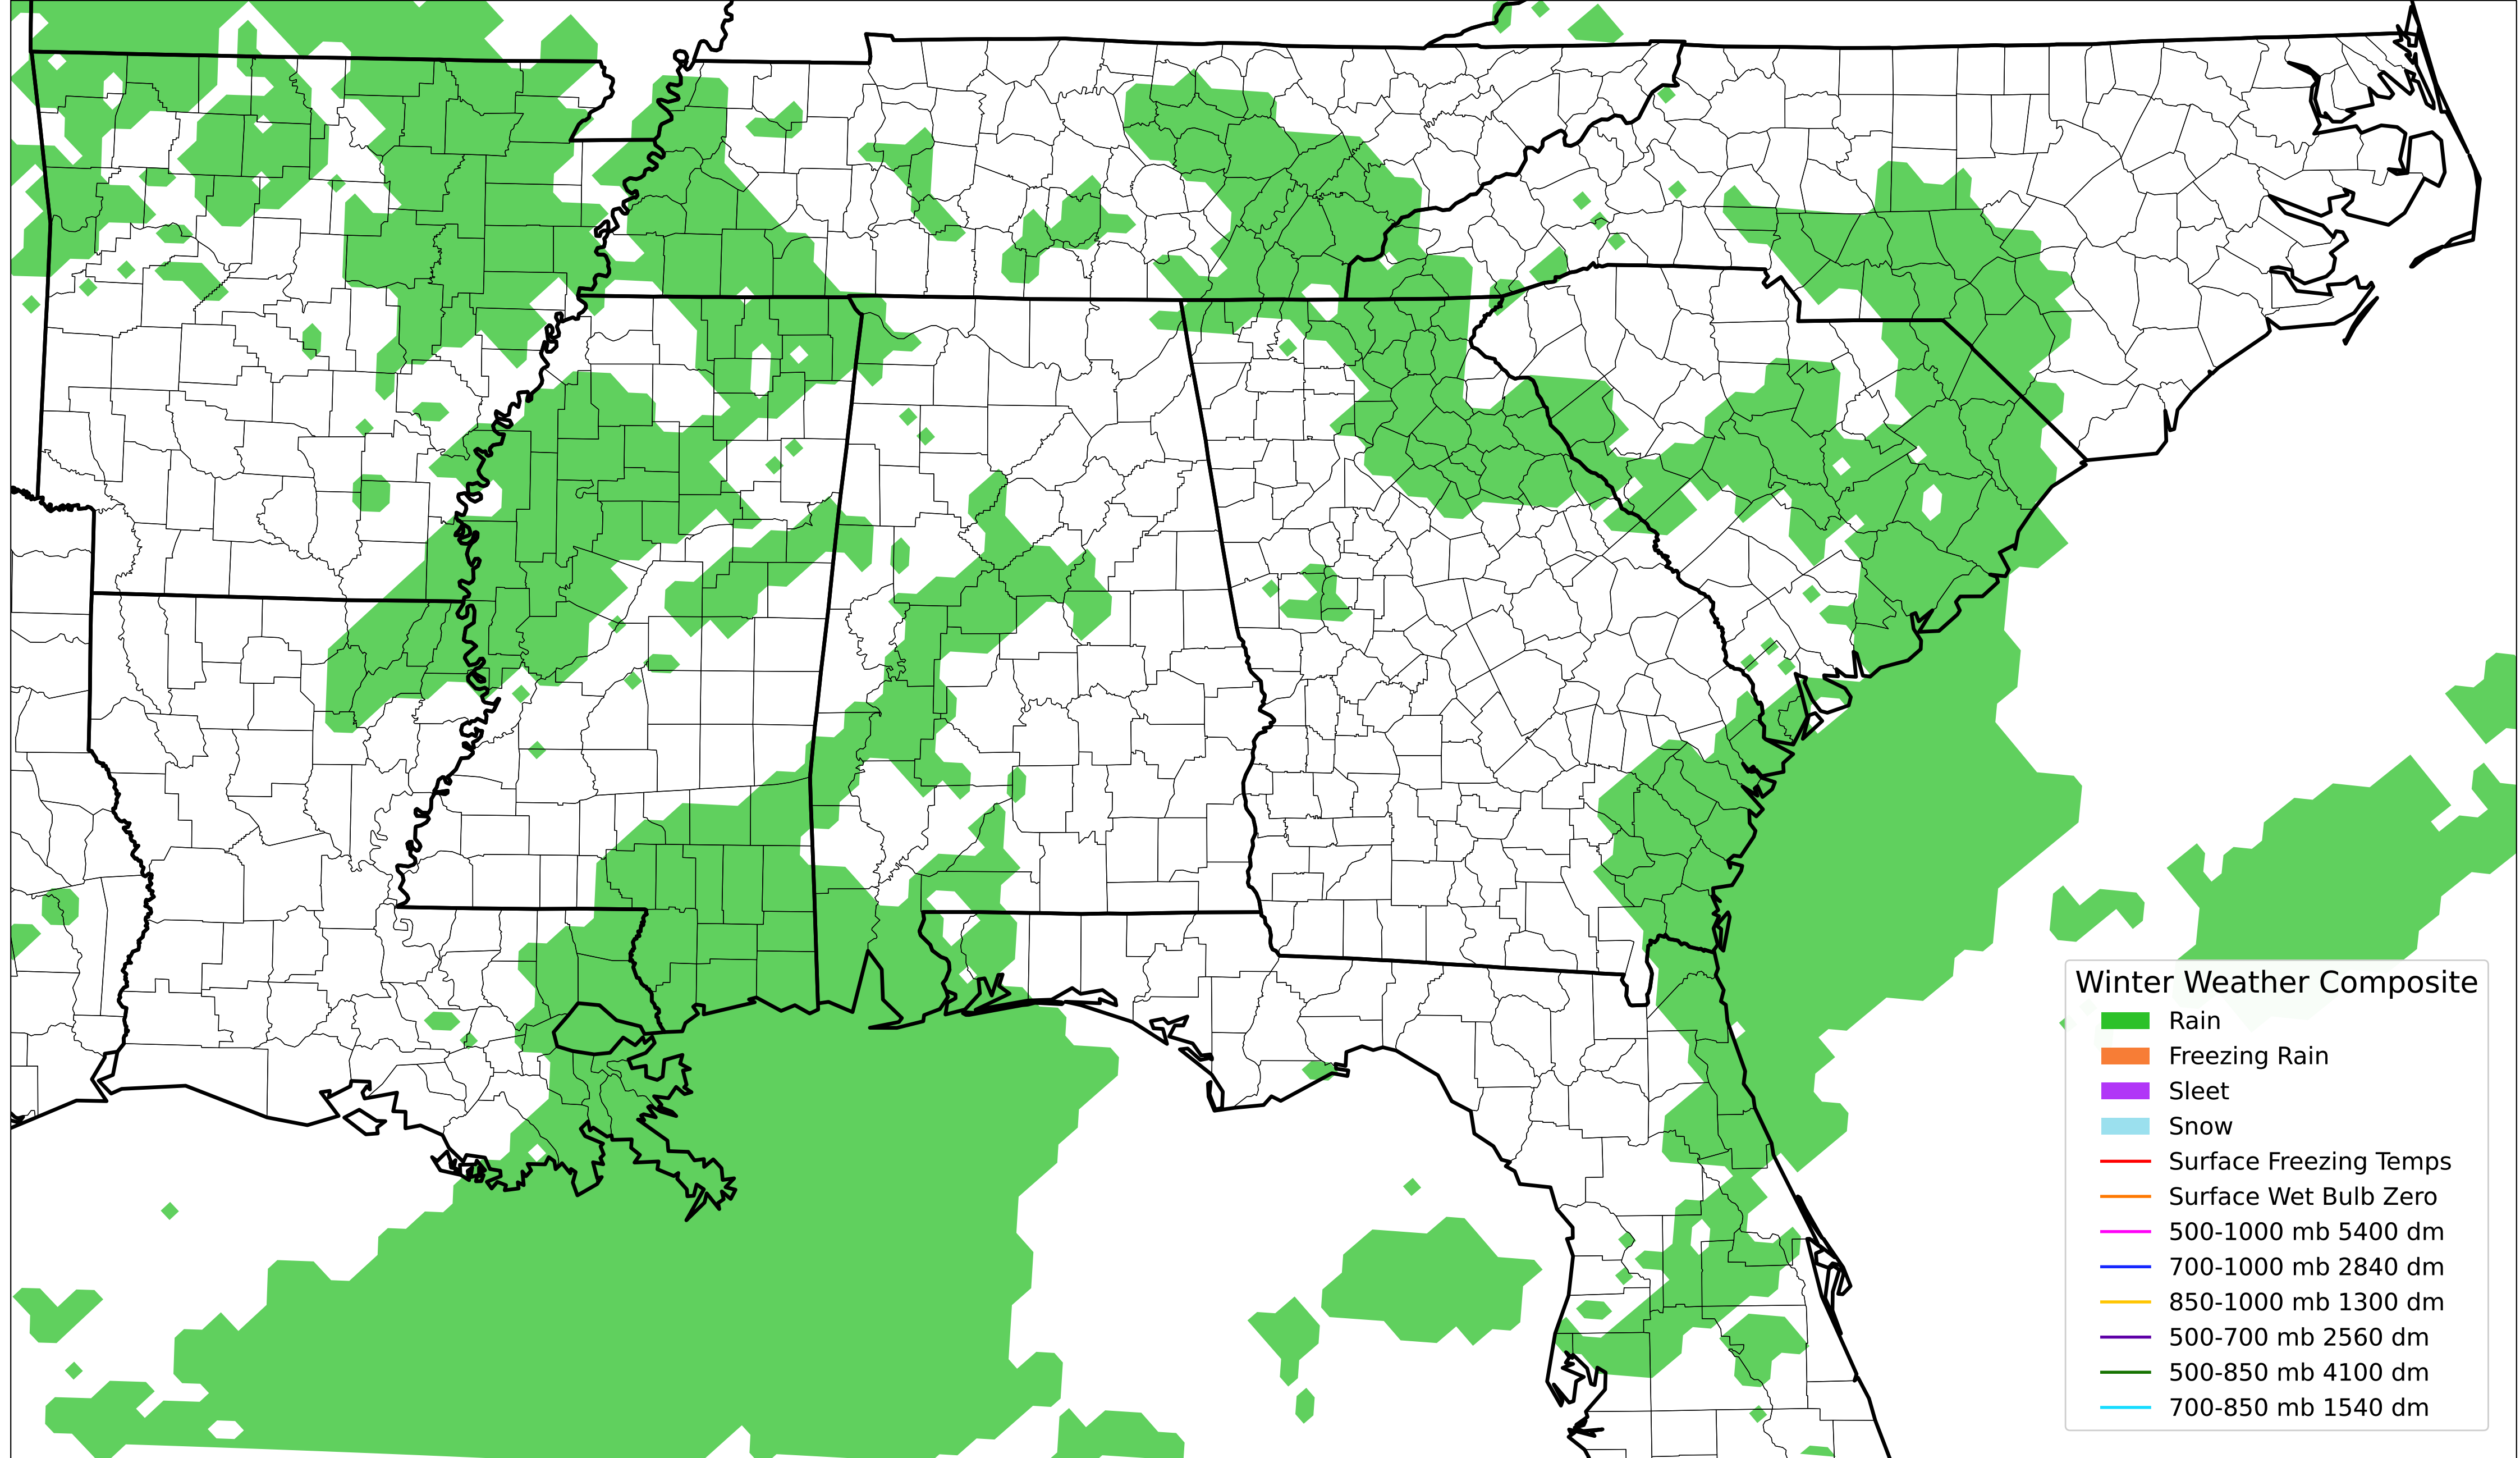 Winter Weather Composite
Rain
Freezing Rain
Sleet
Snow
Surface Freezing Temps
Surface Wet Bulb Zero
500-1000 mb 5400 dm
700-1000 mb 2840 dm
850-1000 mb 1300 dm
500-700 mb 2560 dm
500-850 mb 4100 dm
700-850 mb 1540 dm